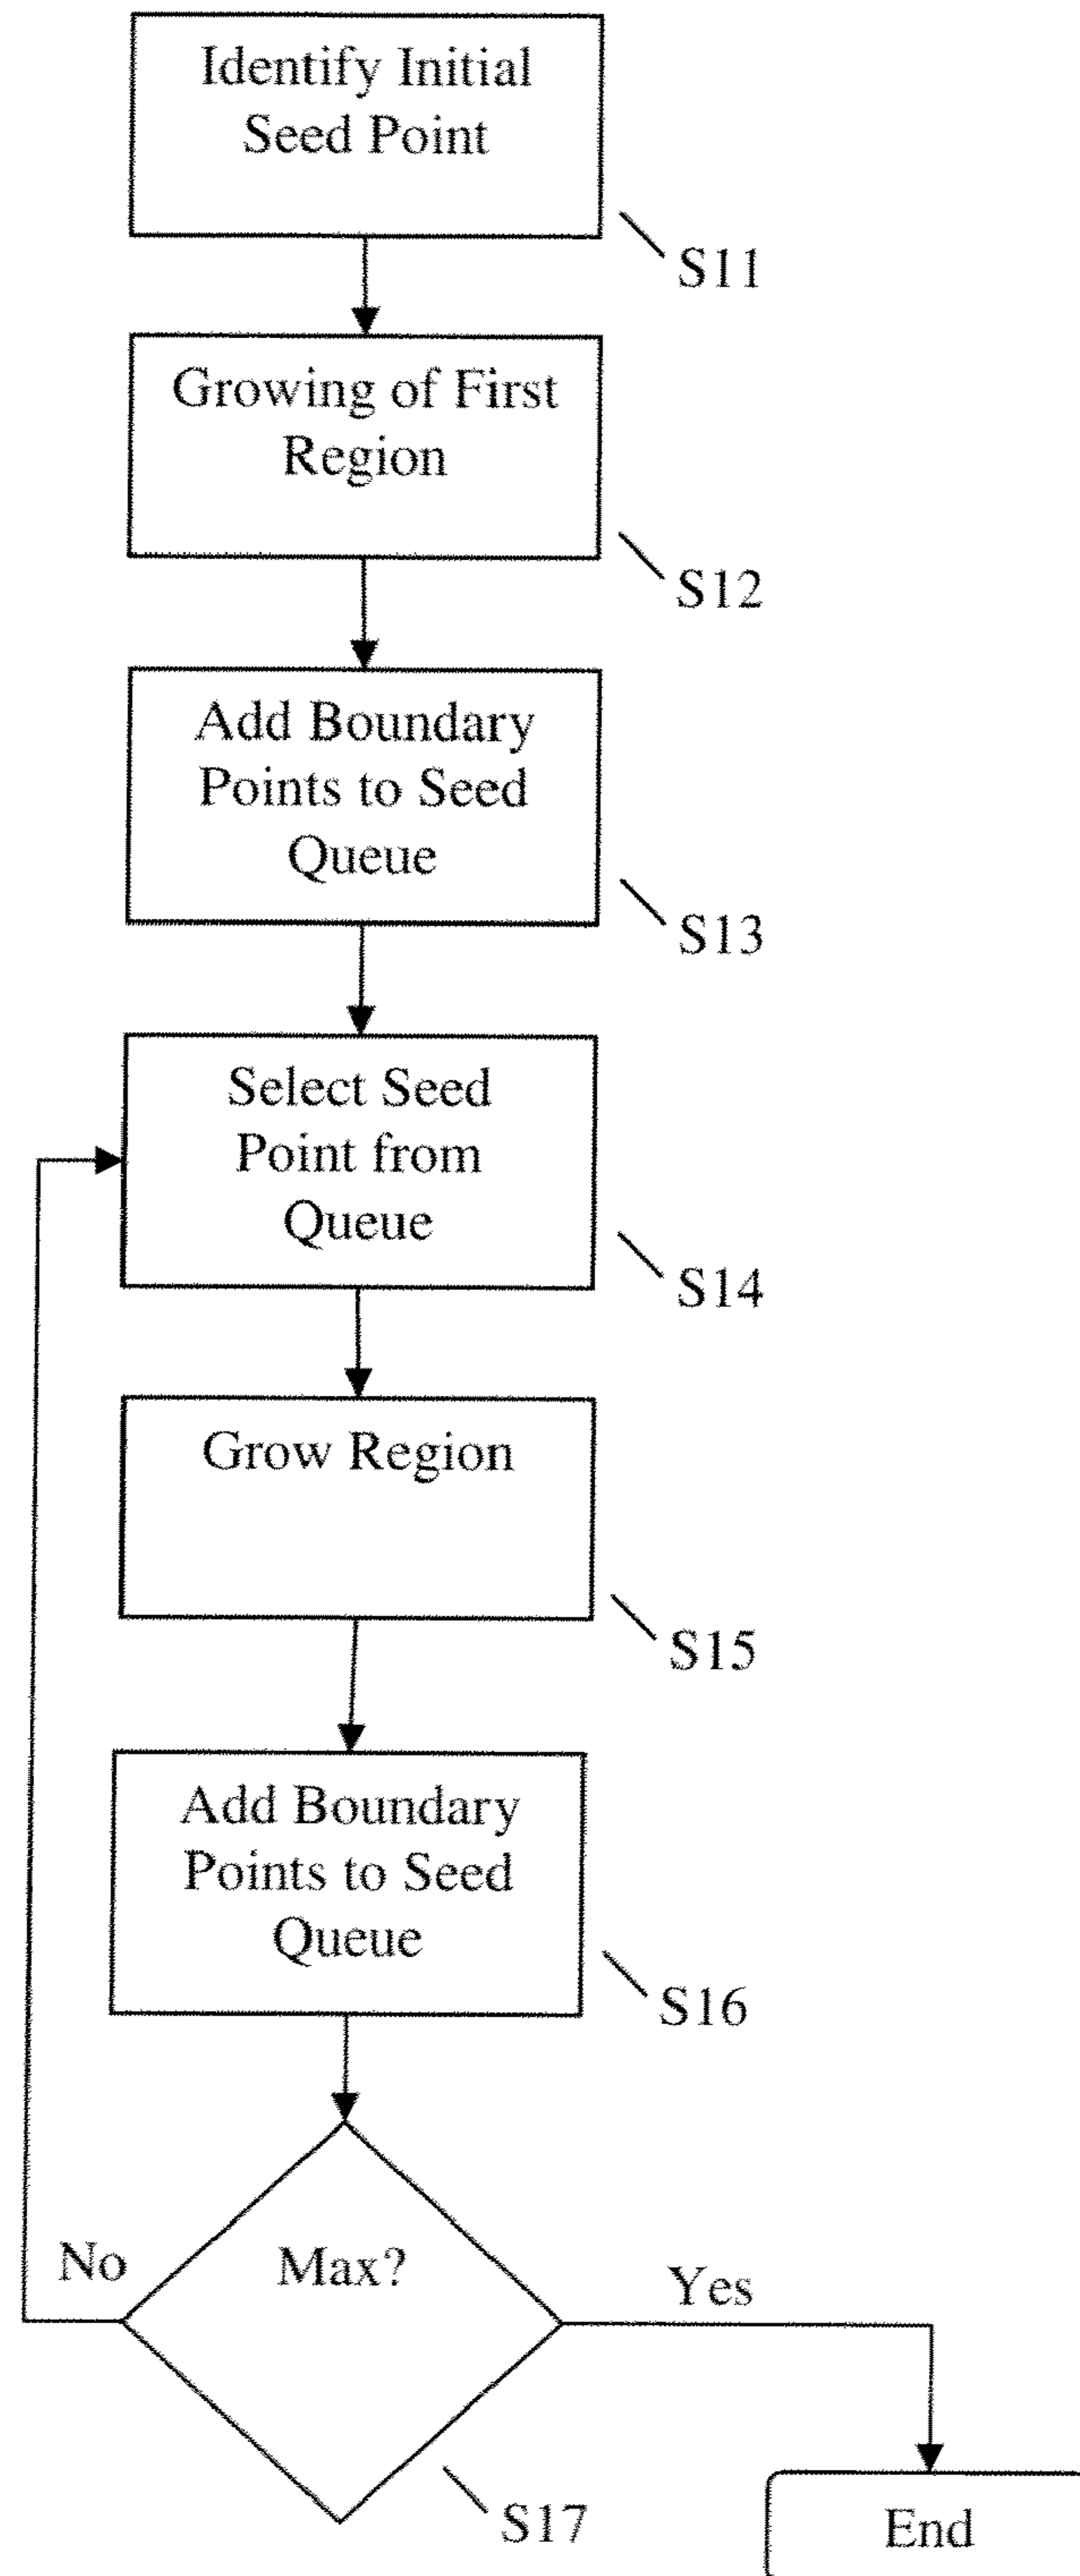 Identify Initial
Seed Point
S11
Growing of First
Region
S12
Add Boundary
Points to Seed
Queue
S13
Select Seed
Point from
Queue
S14
Grow Region
S15
Add Boundary
Points to Seed
Queue
S16
No
Max?
Yes
S17
End